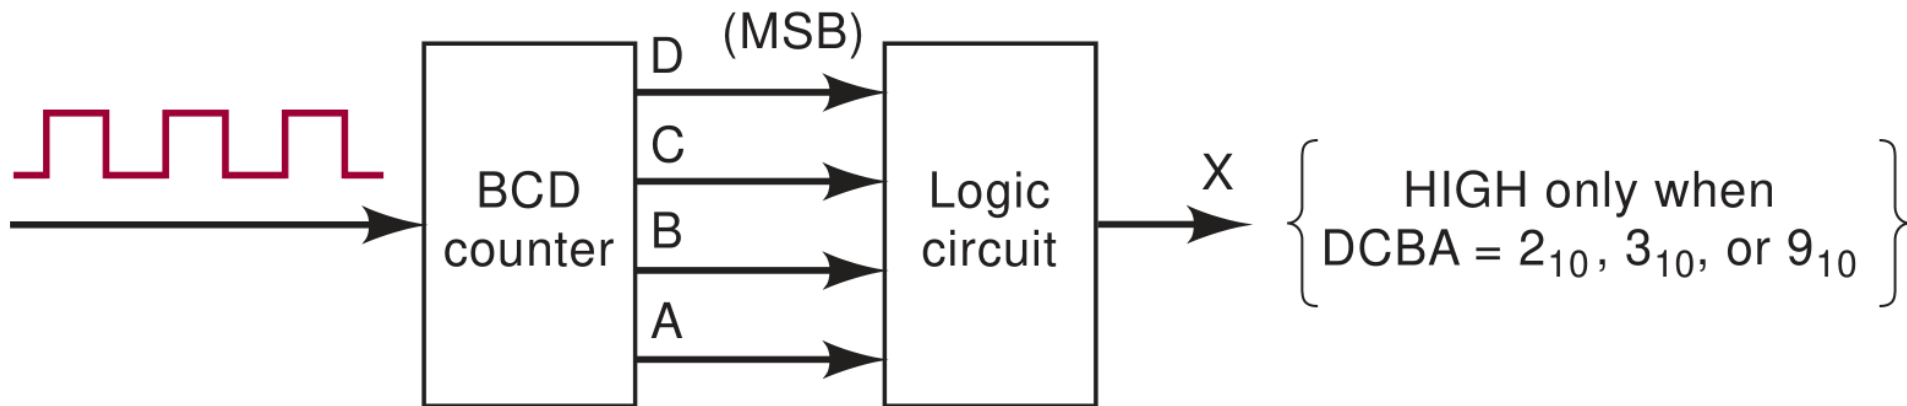 D
(MSB)
C
B
A
BCD
counter
Logic
circuit
X
HIGH only when
DCBA = 2₁₀, 3₁₀, or 9₁₀